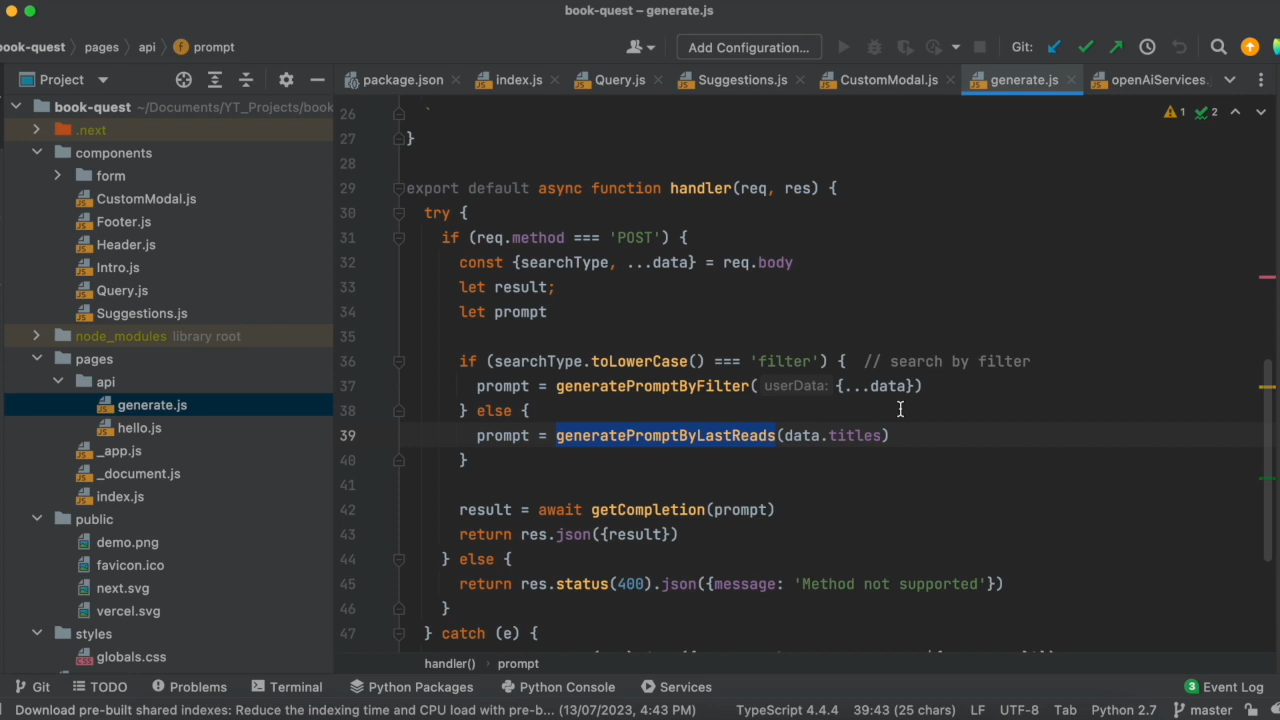 book-quest – generate.js
book-quest pages api prompt
Add Configuration...
Git:
Project
package.json
index.js
Query.js
Suggestions.js
CustomModal.js
generate.js
openAiServices.
book-quest ~/Documents/YT_Projects/book
.next
components
form
CustomModal.js
Footer.js
Header.js
Intro.js
Query.js
Suggestions.js
node_modules library root
pages
api
generate.js
hello.js
_app.js
_document.js
index.js
public
demo.png
favicon.ico
next.svg
vercel.svg
styles
globals.css
1 2
26 `
27 }
28
29 export default async function handler(req, res) {
30 try {
31 if (req.method === 'POST') {
32 const {searchType, ...data} = req.body
33 let result;
34 let prompt
35
36 if (searchType.toLowerCase() === 'filter') { // search by filter
37 prompt = generatePromptByFilter( userData: {...data})
38 } else {
39 prompt = generatePromptByLastReads(data.titles)
40 }
41
42 result = await getCompletion(prompt)
43 return res.json({result})
44 } else {
45 return res.status(400).json({message: 'Method not supported'})
46 }
47 } catch (e) {
handler() prompt
Git TODO Problems Terminal Python Packages Python Console Services 3 Event Log
Download pre-built shared indexes: Reduce the indexing time and CPU load with pre-b... (13/07/2023, 4:43 PM) TypeScript 4.4.4 39:43 (25 chars) LF UTF-8 Tab Python 2.7 master